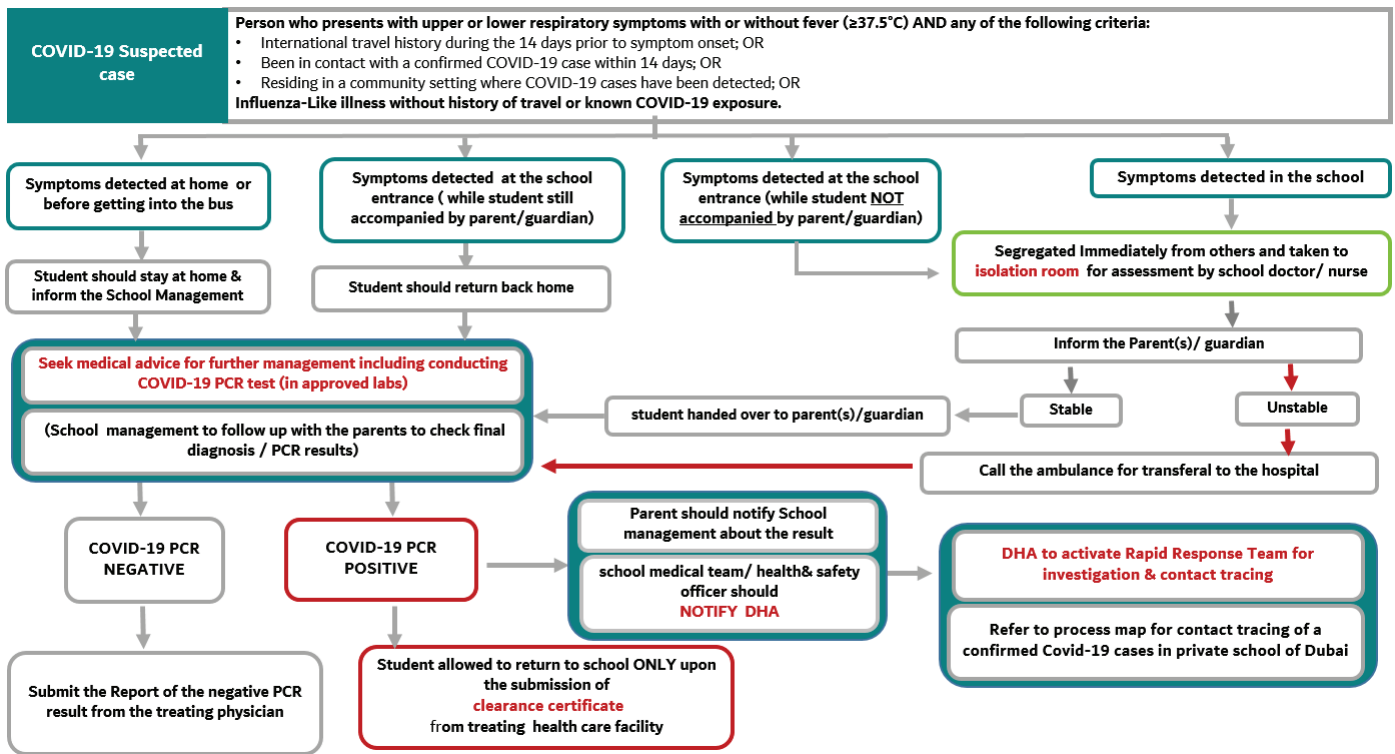 COVID-19 Suspected
case
Person who presents with upper or lower respiratory symptoms with or without fever (≥37.5°C) AND any of the following criteria:
• International travel history during the 14 days prior to symptom onset; OR
• Been in contact with a confirmed COVID-19 case within 14 days; OR
• Residing in a community setting where COVID-19 cases have been detected; OR
Influenza-Like illness without history of travel or known COVID-19 exposure.
Symptoms detected at home or
before getting into the bus
Symptoms detected at the school
entrance ( while student still
accompanied by parent/guardian)
Symptoms detected at the school
entrance (while student NOT
accompanied by parent/guardian)
Symptoms detected in the school
Student should stay at home &
inform the School Management
Student should return back home
Segregated Immediately from others and taken to
isolation room for assessment by school doctor/ nurse
Inform the Parent(s)/ guardian
Seek medical advice for further management including conducting
COVID-19 PCR test (in approved labs)
(School management to follow up with the parents to check final
diagnosis / PCR results)
student handed over to parent(s)/guardian
Stable
Unstable
Call the ambulance for transferal to the hospital
COVID-19 PCR
NEGATIVE
COVID-19 PCR
POSITIVE
Parent should notify School
management about the result
school medical team/ health& safety
officer should
NOTIFY DHA
DHA to activate Rapid Response Team for
investigation & contact tracing
Refer to process map for contact tracing of a
confirmed Covid-19 cases in private school of Dubai
Submit the Report of the negative PCR
result from the treating physician
Student allowed to return to school ONLY upon
the submission of
clearance certificate
from treating health care facility